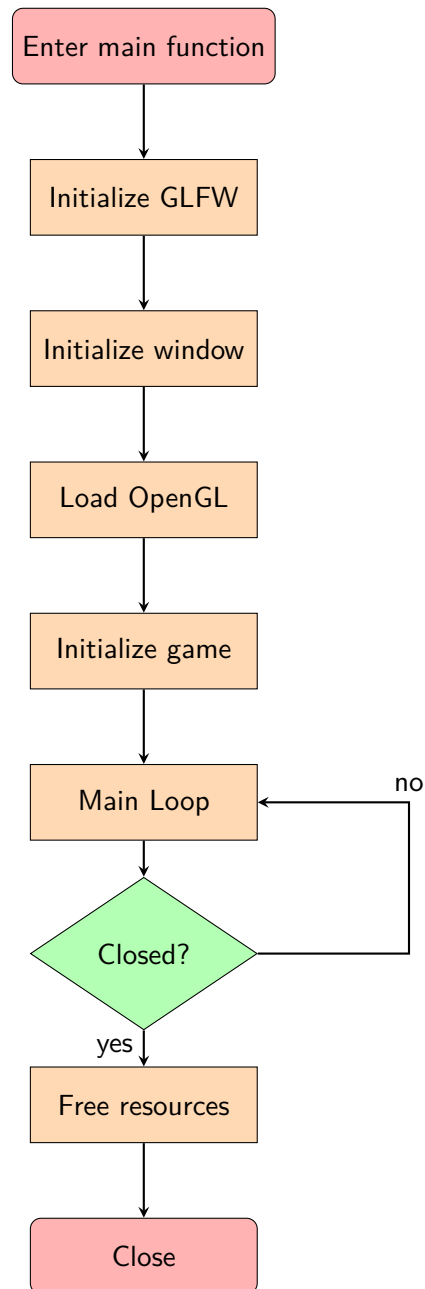 Enter main function
Initialize GLFW
Initialize window
Load OpenGL
Initialize game
Main Loop
no
Closed?
yes
Free resources
Close